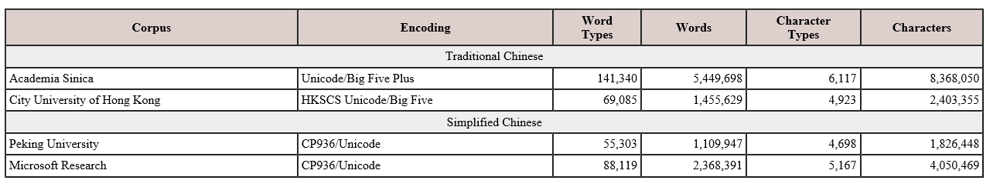 Corpus Encoding Word Types Words Character Types Characters
Traditional Chinese
Academia Sinica Unicode/Big Five Plus 141,340 5,449,698 6,117 8,368,050
City University of Hong Kong HKSCS Unicode/Big Five 69,085 1,455,629 4,923 2,403,355
Simplified Chinese
Peking University CP936/Unicode 55,303 1,109,947 4,698 1,826,448
Microsoft Research CP936/Unicode 88,119 2,368,391 5,167 4,050,469